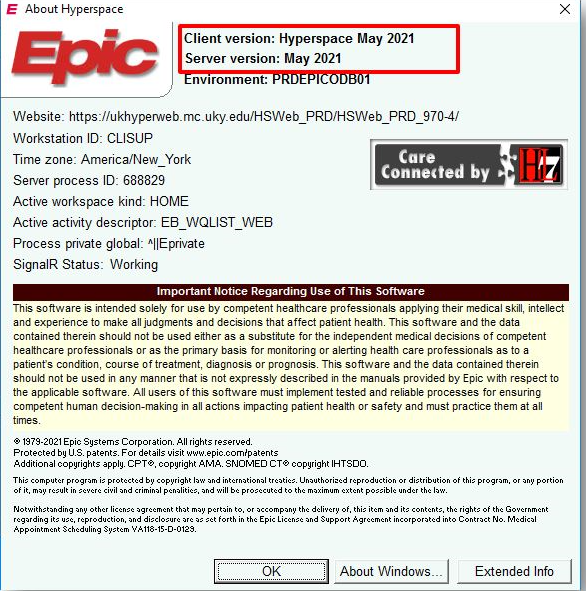 About Hyperspace
Epic
Client version: Hyperspace May 2021
Server version: May 2021
Environment: PRDEPICODB01
Website: https://ukhyperweb.mc.uky.edu/HSWeb_PRD/HSWeb_PRD_970-4/
Workstation ID: CLISUP
Time zone: America/New_York
Server process ID: 688829
Active workspace kind: HOME
Active activity descriptor: EB_WQLIST_WEB
Process private global: ^||Eprivate
SignalR Status: Working
Care
Connected by HL7
Important Notice Regarding Use of This Software
This software is intended solely for use by competent healthcare professionals applying their medical skill, intellect
and experience to make all judgments and decisions that affect patient health. This software and the data
contained therein should not be used either as a substitute for the independent medical decisions of competent
healthcare professionals or as the primary basis for monitoring or alerting health care professionals as to a
patient's condition, course of treatment, diagnosis or prognosis. This software and the data contained therein
should not be used in any manner that is not expressly described in the manuals provided by Epic with respect to
the applicable software. All users of this software must implement tested and reliable processes for ensuring
competent human decision-making in all actions impacting patient health or safety and must practice them at all
times.
© 1979-2021 Epic Systems Corporation. All rights reserved.
Protected by U.S. patents. For details visit www.epic.com/patents
Additional copyrights apply. CPT®, copyright AMA. SNOMED CT® copyright IHTSDO.
This computer program is protected by copyright law and international treaties. Unauthorized reproduction or distribution of this program, or any portion
of it, may result in severe civil and criminal penalties, and will be prosecuted to the maximum extent possible under the law.
Notwithstanding any other license agreement that may pertain to, or accompany the delivery of, this item and its contents, the rights of the Government
regarding its use, reproduction, and disclosure are as set forth in the Epic License and Support Agreement incorporated into Contract No. Medical
Appointment Scheduling System VA118-15-D-0129.
OK
About Windows...
Extended Info